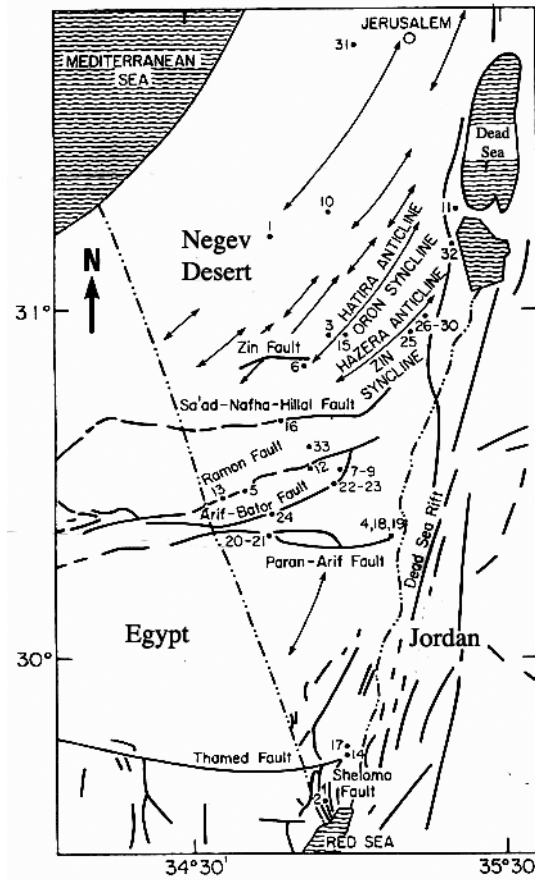 JERUSALEM
31
MEDITERRANEAN
SEA
Dead
Sea
10
11
1
Negev
Desert
32
N
HATIRA ANTICLINE
ORON SYNCLINE
HAZERA ANTICLINE
ZIN
SYNCLINE
31°
3
15
26-30
25
Zin Fault
6
Sa'ad-Nafha-Hillal Fault
16
33
Ramon Fault
12
7-9
13
5
22-23
Arif-Bator Fault
24
4,18,19
20-21
Paran-Arif Fault
Dead Sea Rift
Egypt
Jordan
30°
17
14
Thamed Fault
Shelomo
Fault
2
RED SEA
34°30'
35°30